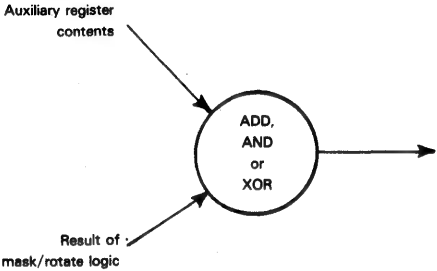 Auxiliary register
contents
ADD,
AND
or
XOR
Result of
mask/rotate logic